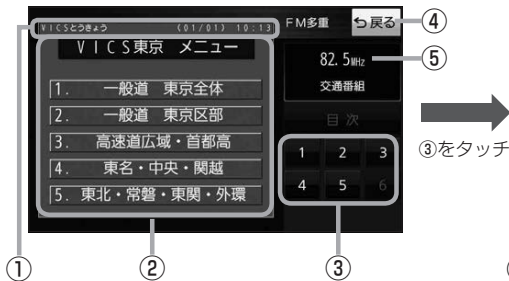 VICSとうきょう (01/01) 10:13
FM多重 戻る ④
VICS東京 メニュー
82.5MHz ⑤
交通番組
1. 一般道 東京全体
2. 一般道 東京区部
3. 高速道広域・首都高
4. 東名・中央・関越
5. 東北・常磐・東関・外環
目次
1 2 3
4 5 6
③をタッチ
① ② ③